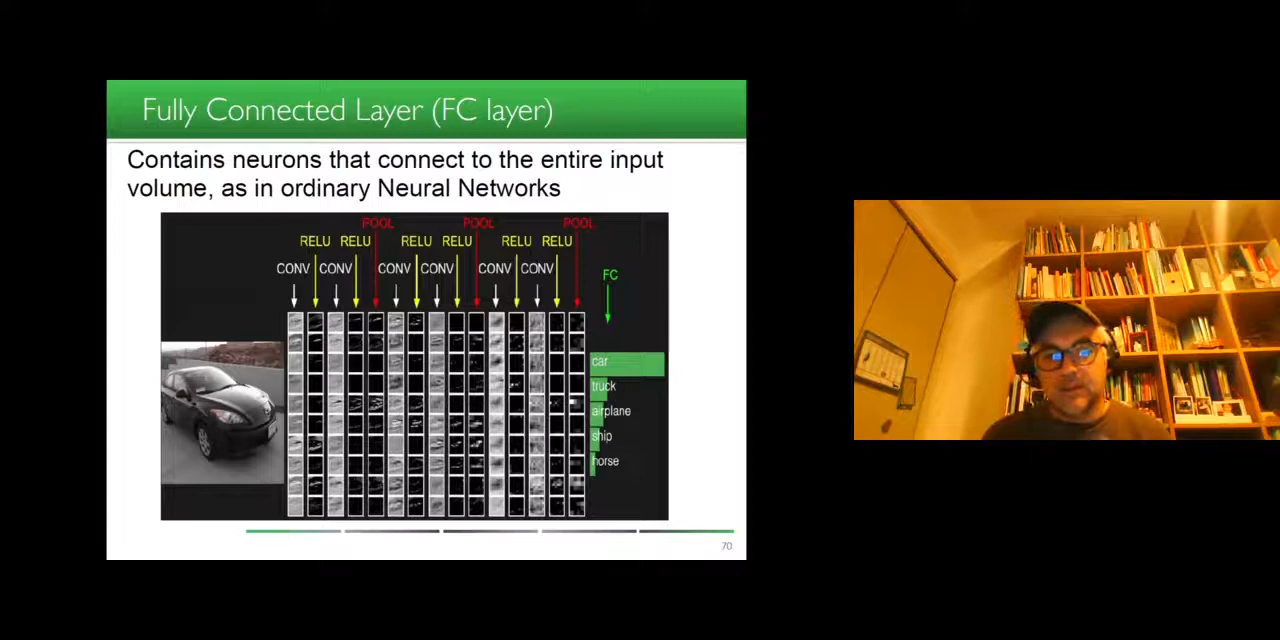 Fully Connected Layer (FC layer)
Contains neurons that connect to the entire input
volume, as in ordinary Neural Networks
POOL POOL POOL
RELU RELU RELU RELU RELU RELU
CONV CONV CONV CONV CONV CONV
FC
car
truck
airplane
ship
horse
70